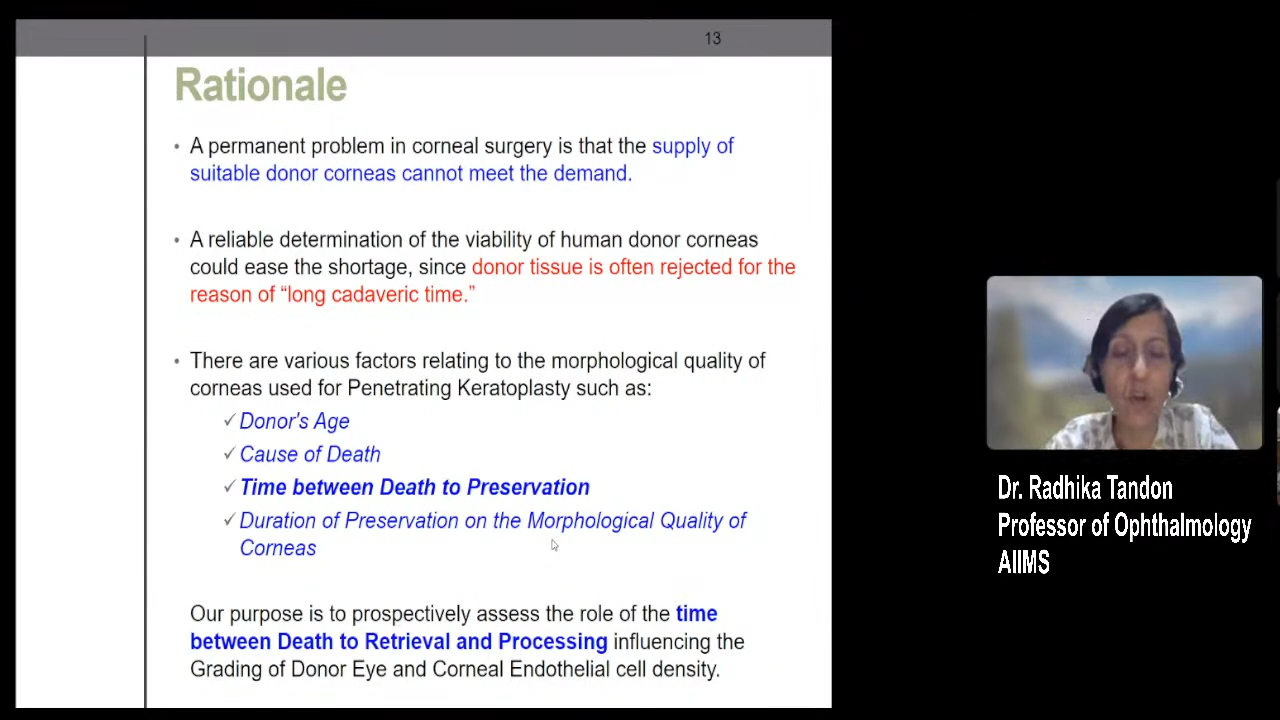 13
Rationale
• A permanent problem in corneal surgery is that the supply of
suitable donor corneas cannot meet the demand.
• A reliable determination of the viability of human donor corneas
could ease the shortage, since donor tissue is often rejected for the
reason of “long cadaveric time.”
• There are various factors relating to the morphological quality of
corneas used for Penetrating Keratoplasty such as:
✓ Donor's Age
✓ Cause of Death
✓ Time between Death to Preservation
✓ Duration of Preservation on the Morphological Quality of
Corneas
Our purpose is to prospectively assess the role of the time
between Death to Retrieval and Processing influencing the
Grading of Donor Eye and Corneal Endothelial cell density.
Dr. Radhika Tandon
Professor of Ophthalmology
AIIMS